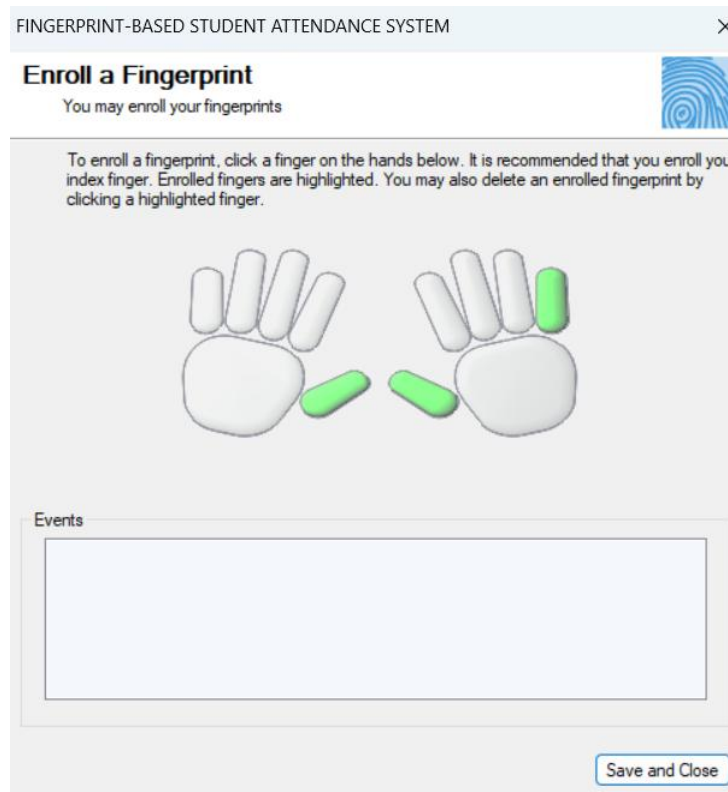 FINGERPRINT-BASED STUDENT ATTENDANCE SYSTEM
Enroll a Fingerprint
You may enroll your fingerprints
To enroll a fingerprint, click a finger on the hands below. It is recommended that you enroll you
index finger. Enrolled fingers are highlighted. You may also delete an enrolled fingerprint by
clicking a highlighted finger.
Events
Save and Close